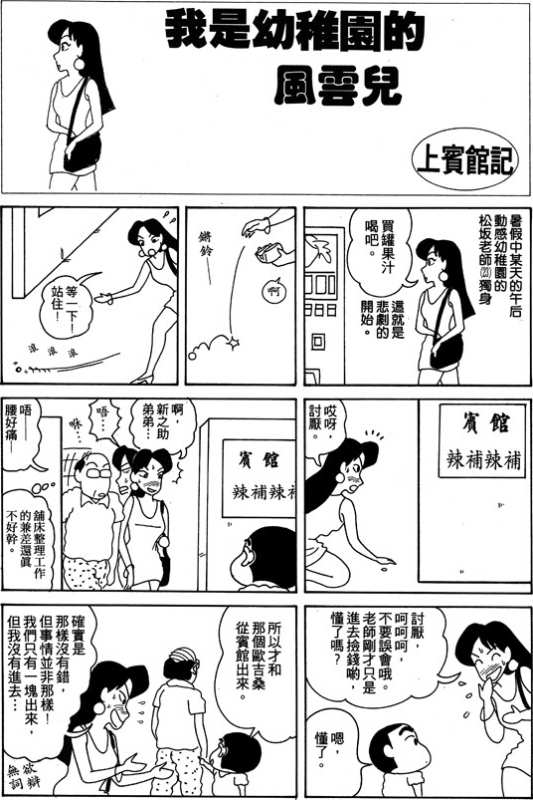 我是幼稚園的
風雲兒
上賓館記
暑假中某天的午后
動感幼稚園的
松坂老師㉓獨身
買罐果汁
喝吧。
這就是
悲劇的
開始。
鏘鈴—
啊
等一下!
站住!
滾
滾
滾
哎呀,
討厭。
賓館
辣補辣補
啊,
新之助
弟弟…
唔…
咻…
賓館
辣補辣補
唔——
腰好痛——
舖床整理工作
的兼差還真
不好幹。
討厭,
呵呵呵,
不要誤會哦。
老師剛才只是
進去撿錢喲,
懂了嗎?
嗯,
懂了。
所以才和
那個歐吉桑
從賓館出來。
確實是
那樣沒有錯,
但事情並非那樣!
我們只有一塊出來,
但我沒有進去…
欲辯
無詞